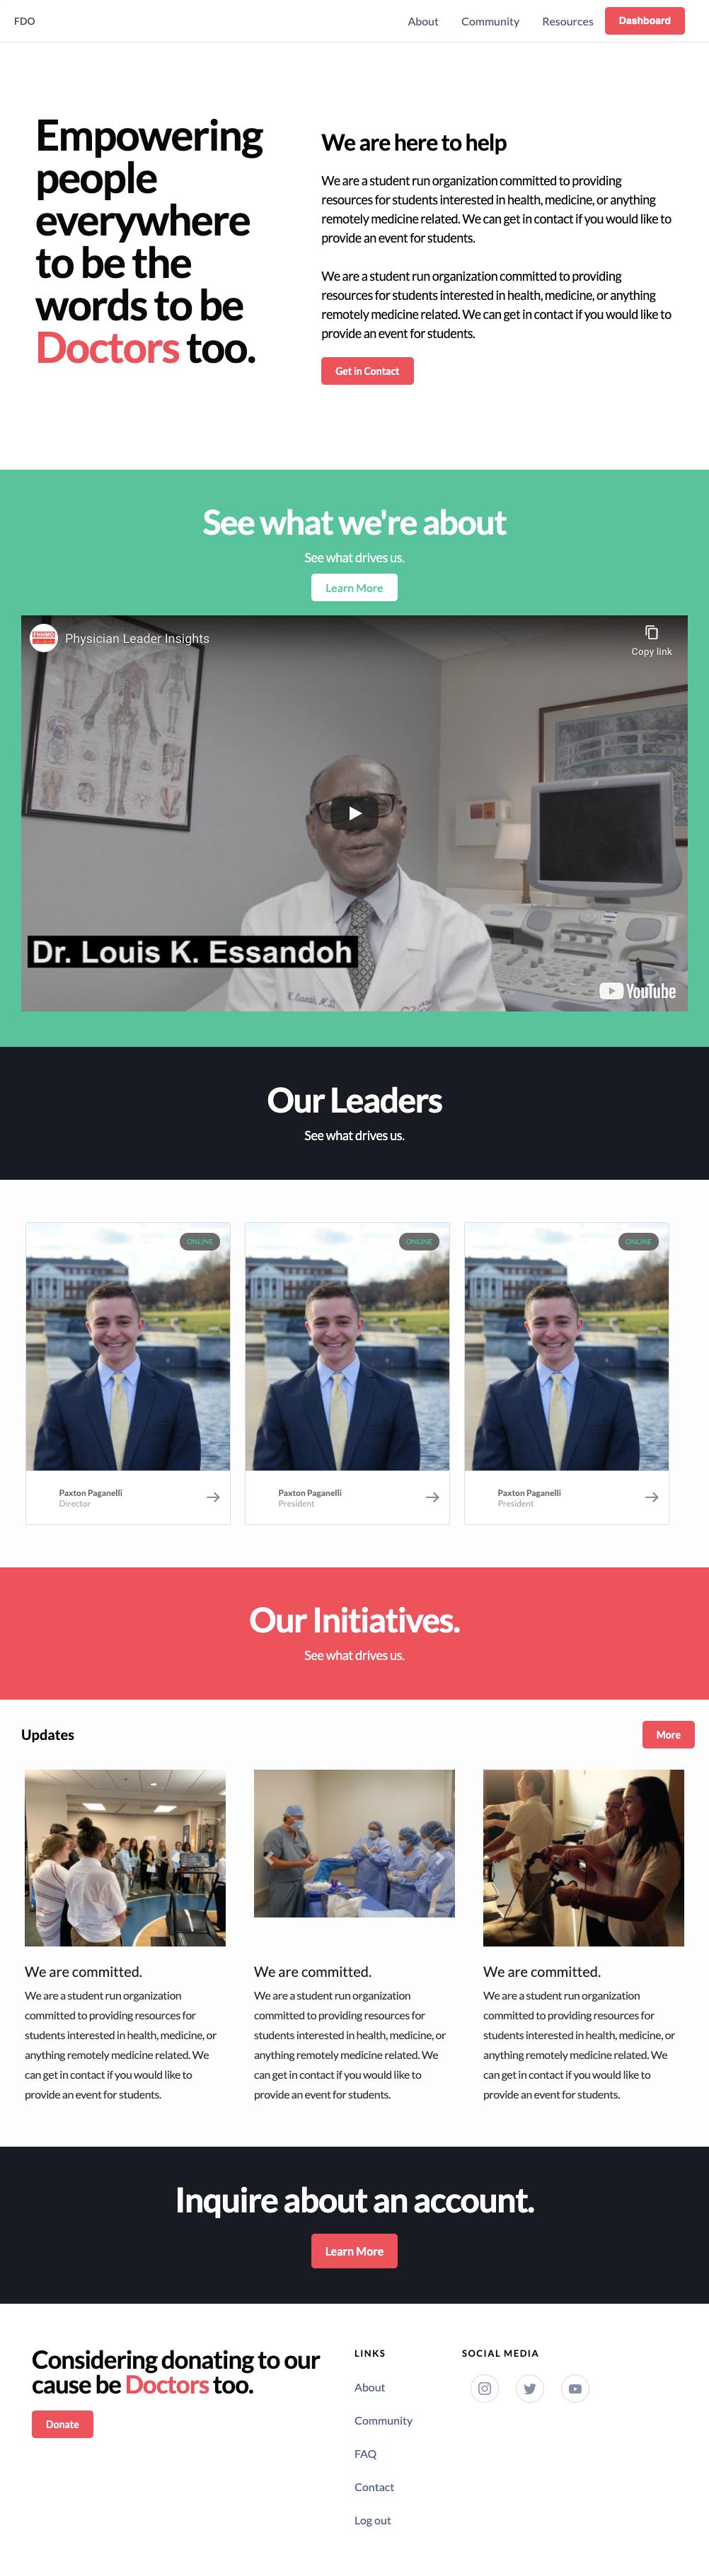 FDO
About
Community
Resources
Dashboard
Empowering
people
everywhere
to be the
words to be
Doctors too.
We are here to help
We are a student run organization committed to providing
resources for students interested in health, medicine, or anything
remotely medicine related. We can get in contact if you would like to
provide an event for students.
We are a student run organization committed to providing
resources for students interested in health, medicine, or anything
remotely medicine related. We can get in contact if you would like to
provide an event for students.
Get in Contact
See what we're about
See what drives us.
Learn More
Physician Leader Insights
Copy link
Dr. Louis K. Essandoh
YouTube
Our Leaders
See what drives us.
ONLINE
ONLINE
ONLINE
Paxton Paganelli
Director
Paxton Paganelli
President
Paxton Paganelli
President
Our Initiatives.
See what drives us.
Updates
More
We are committed.
We are a student run organization
committed to providing resources for
students interested in health, medicine, or
anything remotely medicine related. We
can get in contact if you would like to
provide an event for students.
We are committed.
We are a student run organization
committed to providing resources for
students interested in health, medicine, or
anything remotely medicine related. We
can get in contact if you would like to
provide an event for students.
We are committed.
We are a student run organization
committed to providing resources for
students interested in health, medicine, or
anything remotely medicine related. We
can get in contact if you would like to
provide an event for students.
Inquire about an account.
Learn More
Considering donating to our
cause be Doctors too.
Donate
LINKS
About
Community
FAQ
Contact
Log out
SOCIAL MEDIA